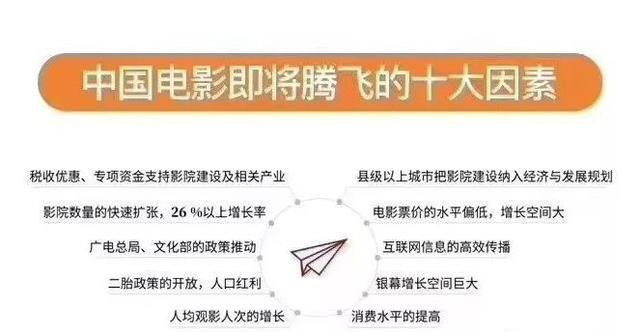 中国电影即将腾飞的十大因素
税收优惠、专项资金支持影院建设及相关产业
县级以上城市把影院建设纳入经济与发展规划
影院数量的快速扩张，26 %以上增长率
电影票价的水平偏低，增长空间大
广电总局、文化部的政策推动
互联网信息的高效传播
二胎政策的开放，人口红利
银幕增长空间巨大
人均观影人次的增长
消费水平的提高